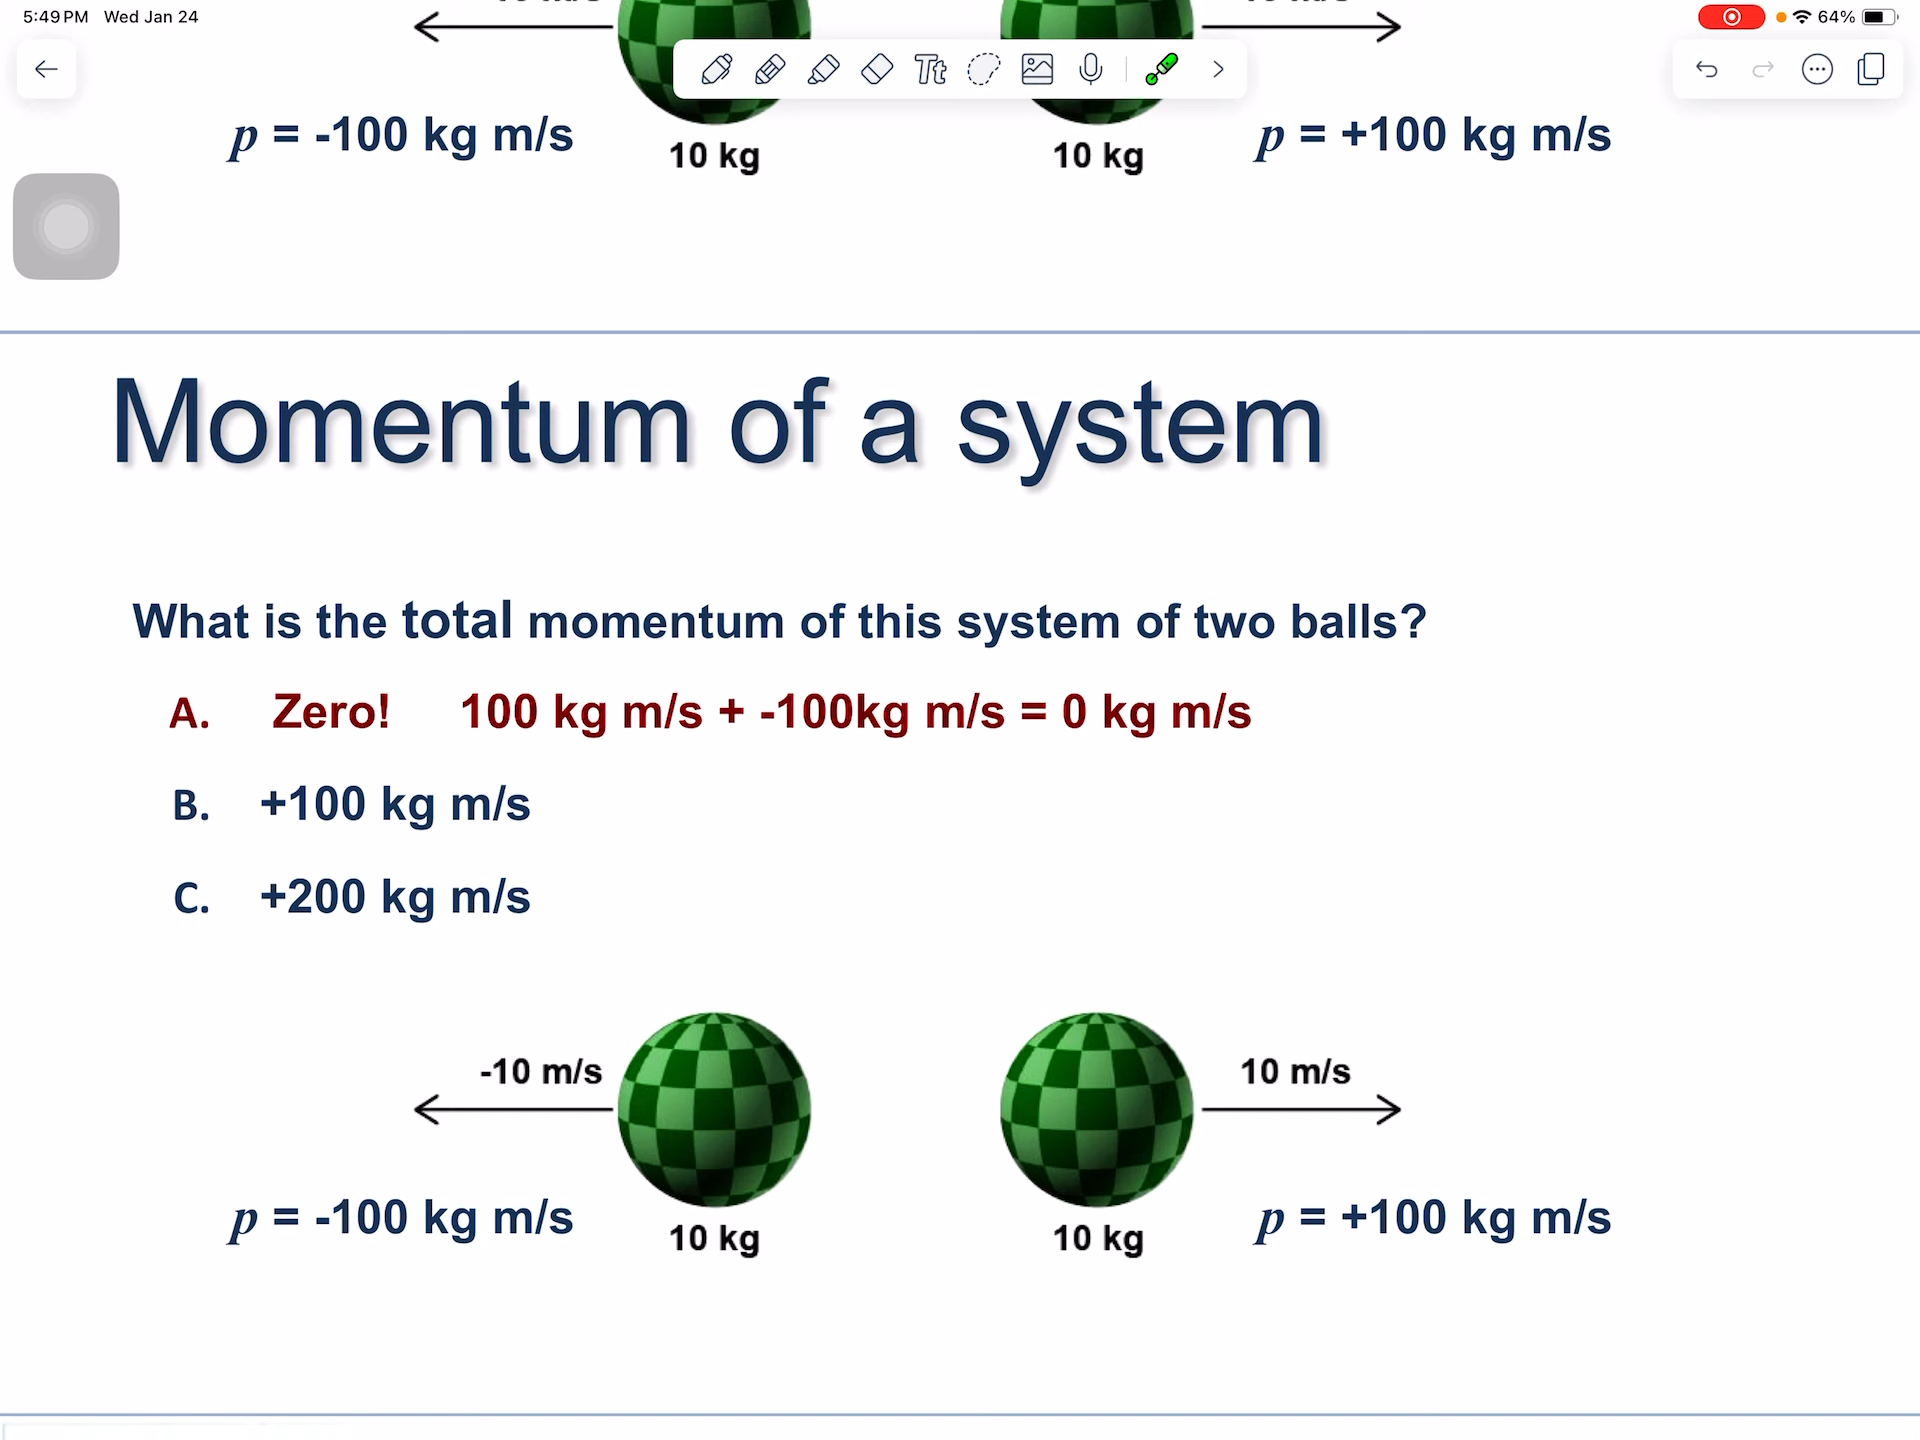 5:49 PM Wed Jan 24
64%
Tt
p = -100 kg m/s
10 kg
10 kg
p = +100 kg m/s
Momentum of a system
What is the total momentum of this system of two balls?
A. Zero! 100 kg m/s + -100kg m/s = 0 kg m/s
B. +100 kg m/s
C. +200 kg m/s
-10 m/s
10 m/s
p = -100 kg m/s
10 kg
10 kg
p = +100 kg m/s